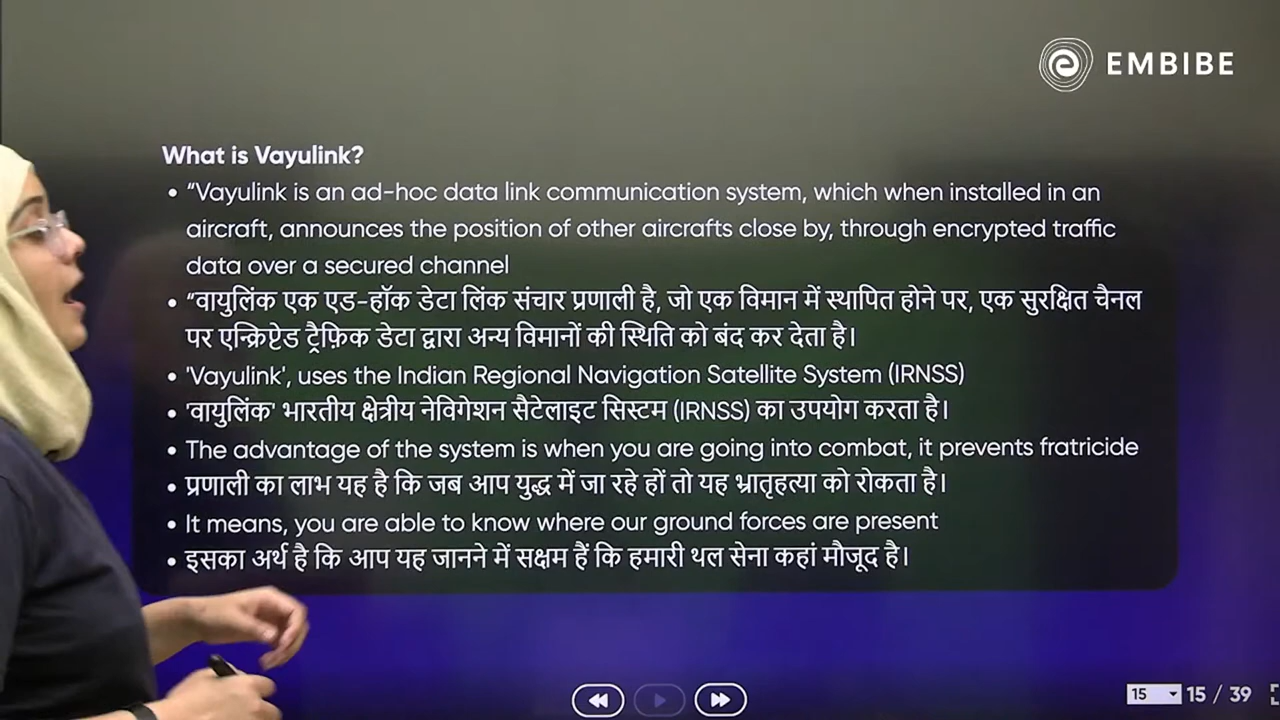 EMBIBE
What is Vayulink?
• “Vayulink is an ad-hoc data link communication system, which when installed in an
aircraft, announces the position of other aircrafts close by, through encrypted traffic
data over a secured channel
• “वायुलिंक एक एड-हॉक डेटा लिंक संचार प्रणाली है, जो एक विमान में स्थापित होने पर, एक सुरक्षित चैनल
पर एन्क्रिप्टेड ट्रैफ़िक डेटा द्वारा अन्य विमानों की स्थिति को बंद कर देता है।
• 'Vayulink', uses the Indian Regional Navigation Satellite System (IRNSS)
• 'वायुलिंक' भारतीय क्षेत्रीय नेविगेशन सैटेलाइट सिस्टम (IRNSS) का उपयोग करता है।
• The advantage of the system is when you are going into combat, it prevents fratricide
• प्रणाली का लाभ यह है कि जब आप युद्ध में जा रहे हों तो यह भ्रातृहत्या को रोकता है।
• It means, you are able to know where our ground forces are present
• इसका अर्थ है कि आप यह जानने में सक्षम हैं कि हमारी थल सेना कहां मौजूद है।
15 15 / 39